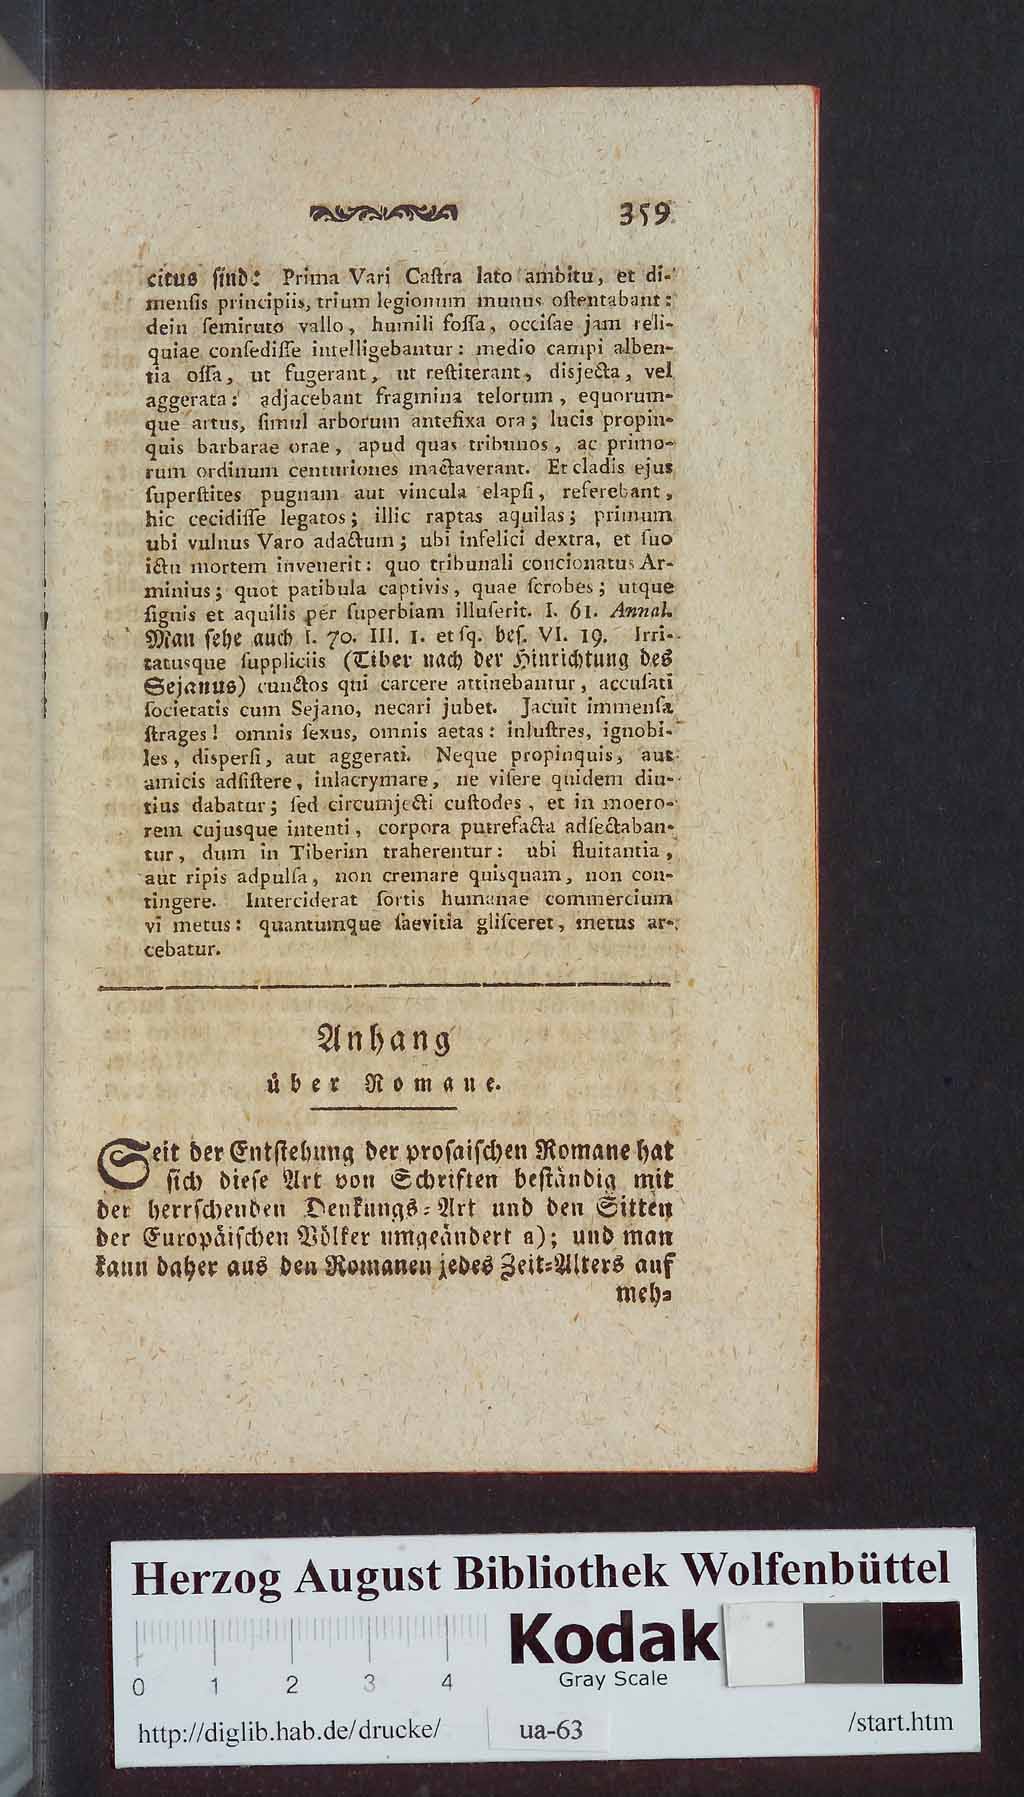 359
citus ſind: Prima Vari Caſtra lato ambitu, et di-
menſis principiis, trium legionum munus oſtentabant:
dein ſemiruto vallo, humili foſſa, occiſae jam reli-
quiae conſediſſe intelligebantur: medio campi alben-
tia oſſa, ut fugerant, ut reſtiterant, disjecta, vel
aggerata: adjacebant fragmina telorum, equorum-
que artus, ſimul arborum antefixa ora; lucis propin-
quis barbarae orae, apud quas tribunos, ac primo-
rum ordinum centuriones mactaverant. Et cladis ejus
ſuperſtites pugnam aut vincula elapſi, referebant,
hic cecidiſſe legatos; illic raptas aquilas; primum
ubi vulnus Varo adactum; ubi infelici dextra, et ſuo
ictu mortem invenerit: quo tribunali concionatus Ar-
minius; quot patibula captivis, quae ſcrobes; utque
ſignis et aquilis per ſuperbiam illuſerit. I. 61. Annal.
Man ſehe auch I. 70. III. 1. et ſq. beſ. VI. 19. Irri-
tatusque ſuppliciis (Tiber nach der Hinrichtung des
Sejanus) cunctos qui carcere attinebantur, accuſati
ſocietatis cum Sejano, necari jubet. Jacuit immenſa
ſtrages! omnis ſexus, omnis aetas: inluſtres, ignobi-
les, disperſi, aut aggerati. Neque propinquis, aut
amicis adſiſtere, inlacrymare, ne viſere quidem diu-
tius dabatur; ſed circumjecti cuſtodes, et in moero-
rem cujusque intenti, corpora putrefacta adſectaban-
tur, dum in Tiberim traherentur: ubi fluitantia,
aut ripis adpulſa, non cremare quisquam, non con-
tingere. Interciderat ſortis humanae commercium
vi metus: quantumque ſaevitia gliſceret, metus ar-
cebatur.
Anhang
über Romane.
Seit der Entſtehung der proſaiſchen Romane hat
ſich dieſe Art von Schriften beſtändig mit
der herrſchenden Denkungs-Art und den Sitten
der Europäiſchen Völker umgeändert a); und man
kann daher aus den Romanen jedes Zeit-Alters auf
meh-
Herzog August Bibliothek Wolfenbüttel
Kodak
Gray Scale
0 1 2 3 4
http://diglib.hab.de/drucke/ ua-63 /start.htm